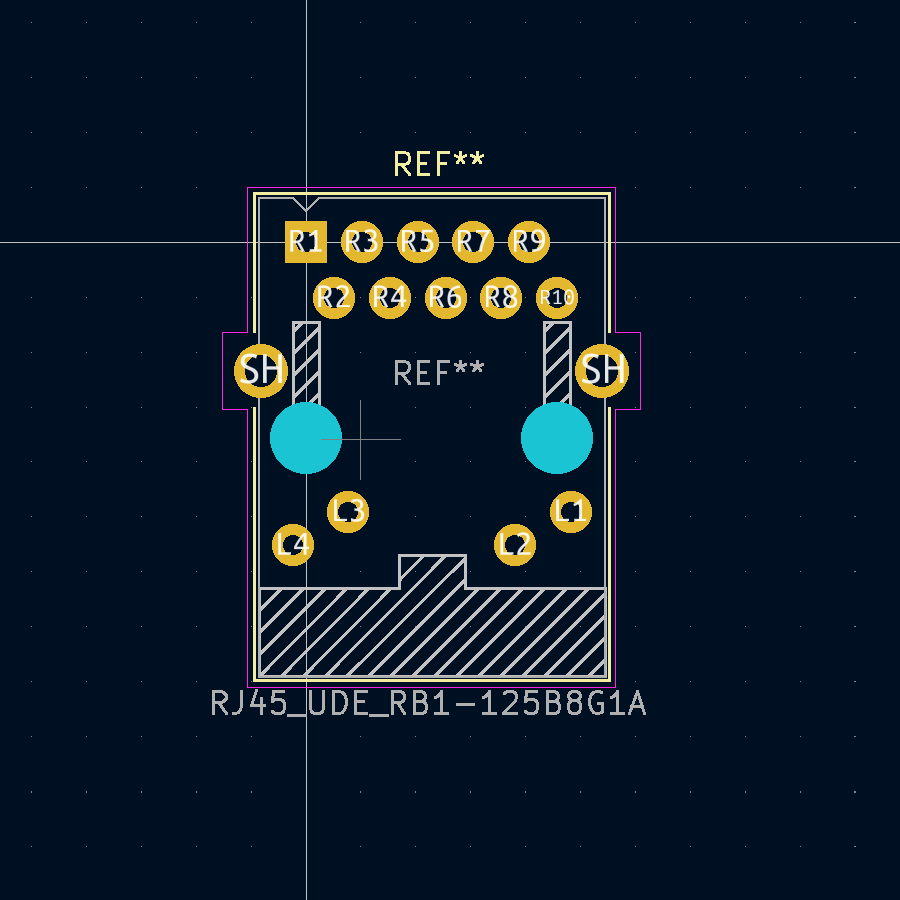 REF**
R1 R3 R5 R7 R9
R2 R4 R6 R8 R10
SH REF** SH
L3 L1
L4 L2
RJ45_UDE_RB1-125B8G1A